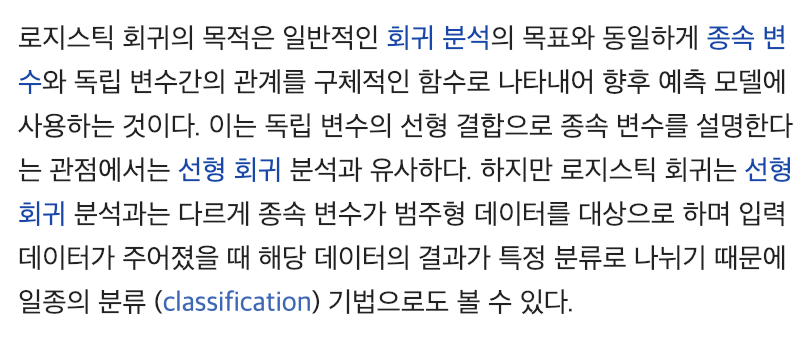 로지스틱 회귀의 목적은 일반적인 회귀 분석의 목표와 동일하게 종속 변
수와 독립 변수간의 관계를 구체적인 함수로 나타내어 향후 예측 모델에
사용하는 것이다. 이는 독립 변수의 선형 결합으로 종속 변수를 설명한다
는 관점에서는 선형 회귀 분석과 유사하다. 하지만 로지스틱 회귀는 선형
회귀 분석과는 다르게 종속 변수가 범주형 데이터를 대상으로 하며 입력
데이터가 주어졌을 때 해당 데이터의 결과가 특정 분류로 나뉘기 때문에
일종의 분류 (classification) 기법으로도 볼 수 있다.